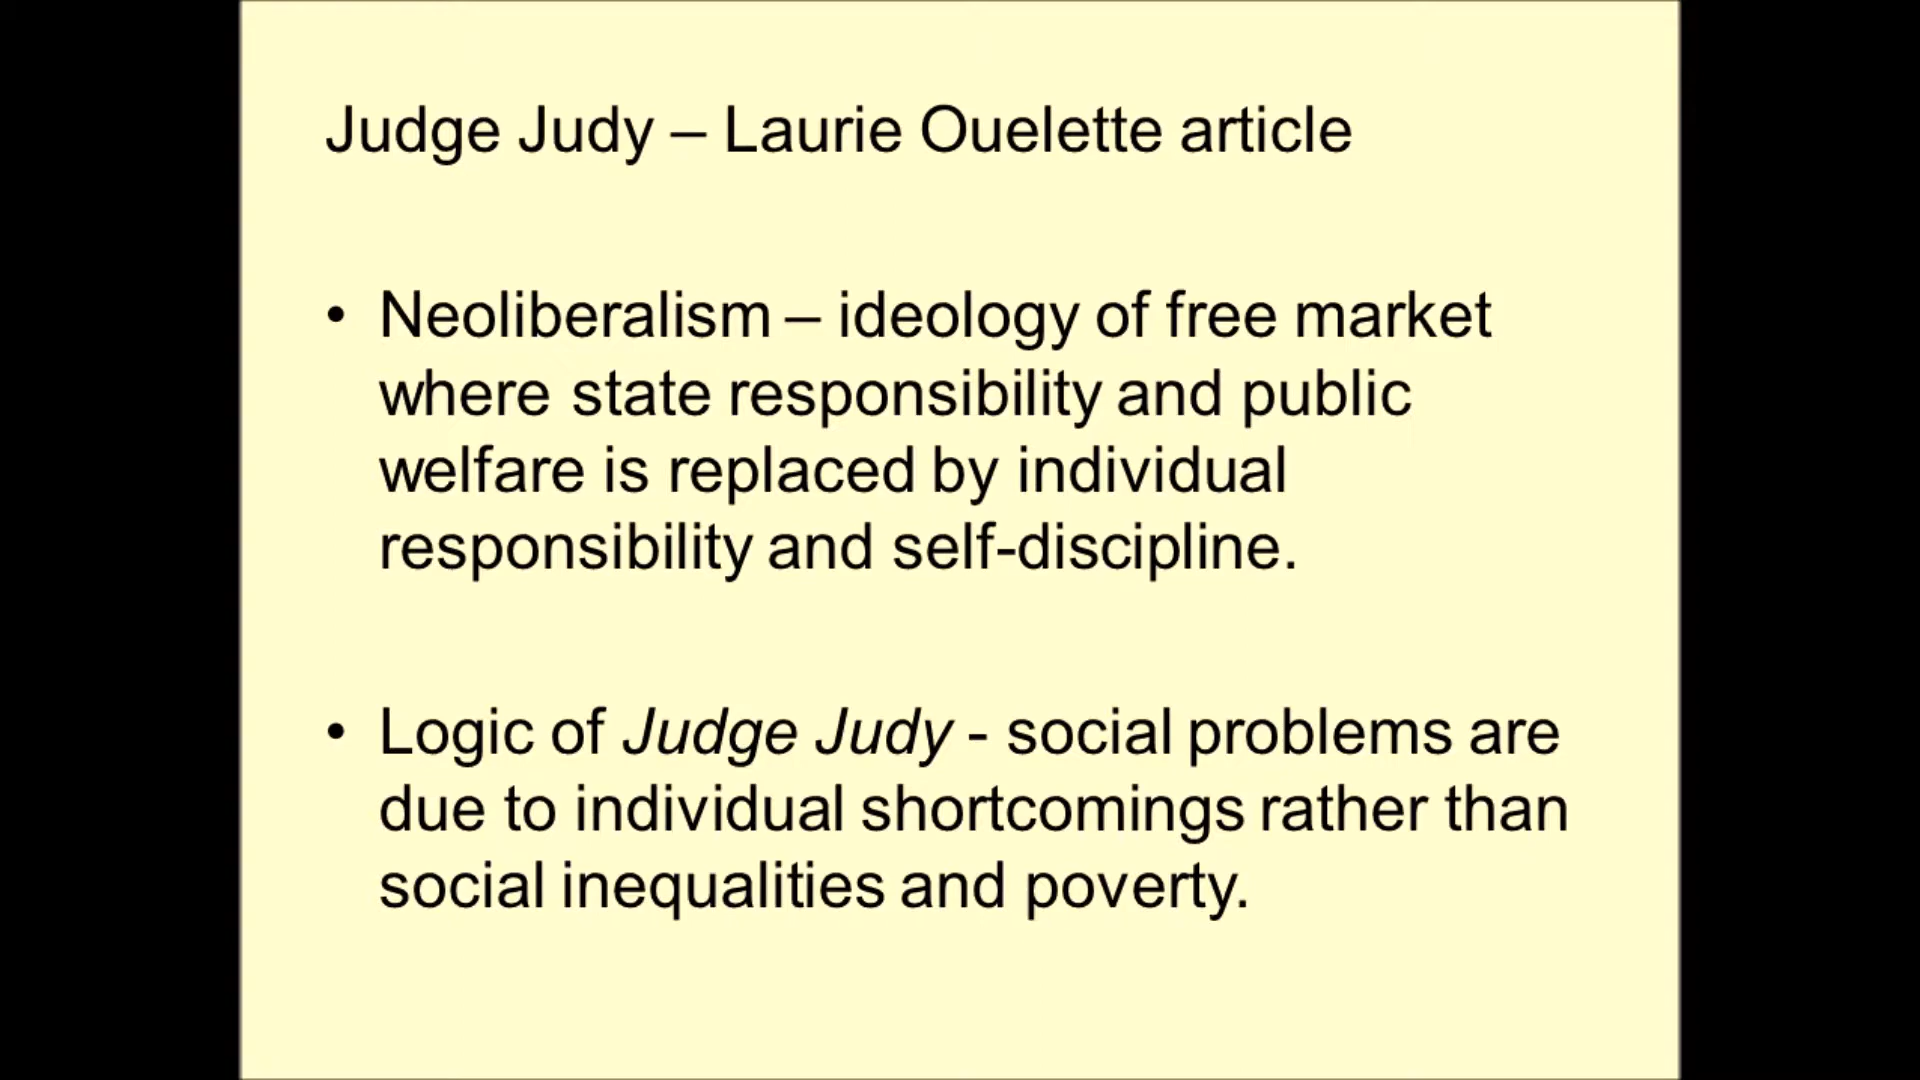 Judge Judy – Laurie Ouelette article
• Neoliberalism – ideology of free market
where state responsibility and public
welfare is replaced by individual
responsibility and self-discipline.
• Logic of Judge Judy - social problems are
due to individual shortcomings rather than
social inequalities and poverty.